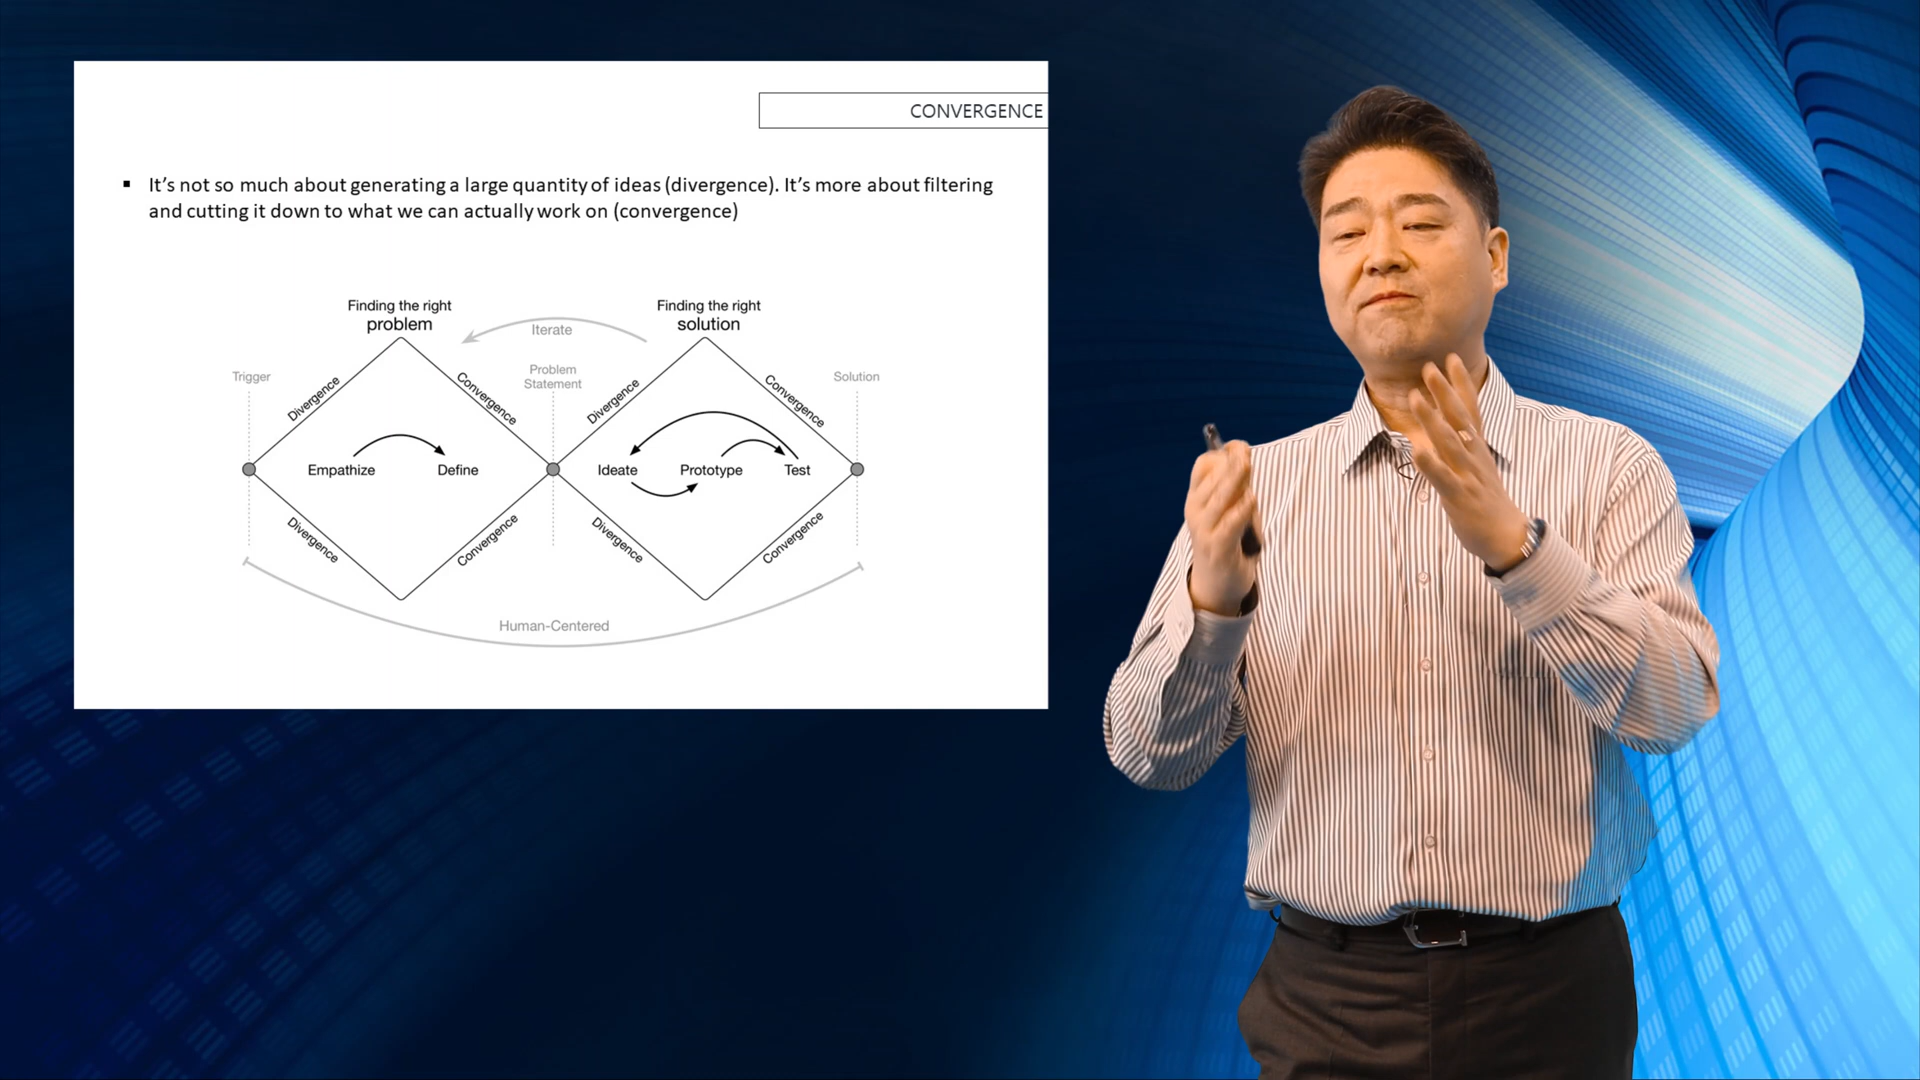 CONVERGENCE
▪ It’s not so much about generating a large quantity of ideas (divergence). It’s more about filtering
and cutting it down to what we can actually work on (convergence)
Finding the right
problem
Finding the right
solution
Iterate
Trigger
Problem
Statement
Solution
Divergence
Convergence
Divergence
Convergence
Empathize
Define
Ideate
Prototype
Test
Divergence
Convergence
Divergence
Convergence
Human-Centered